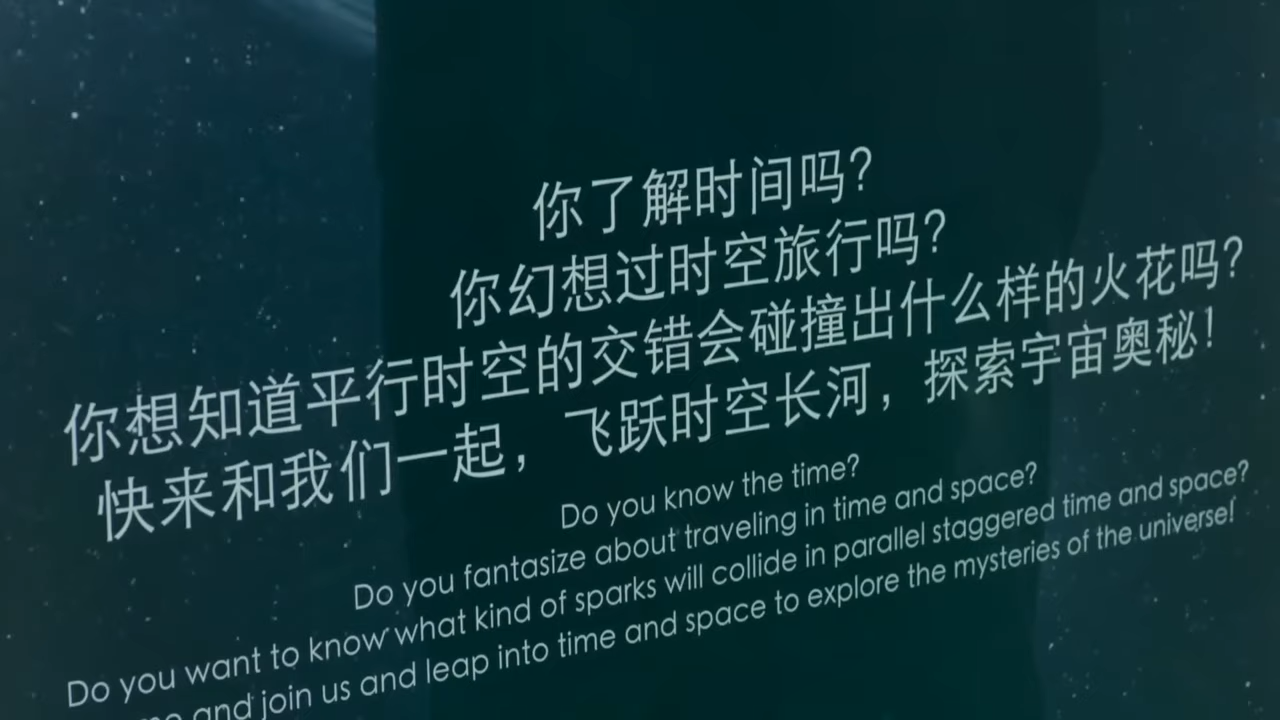 你了解时间吗?
你幻想过时空旅行吗?
你想知道平行时空的交错会碰撞出什么样的火花吗?
快来和我们一起，飞跃时空长河，探索宇宙奥秘!
Do you know the time?
Do you fantasize about traveling in time and space?
Do you want to know what kind of sparks will collide in parallel staggered time and space?
and join us and leap into time and space to explore the mysteries of the universe!